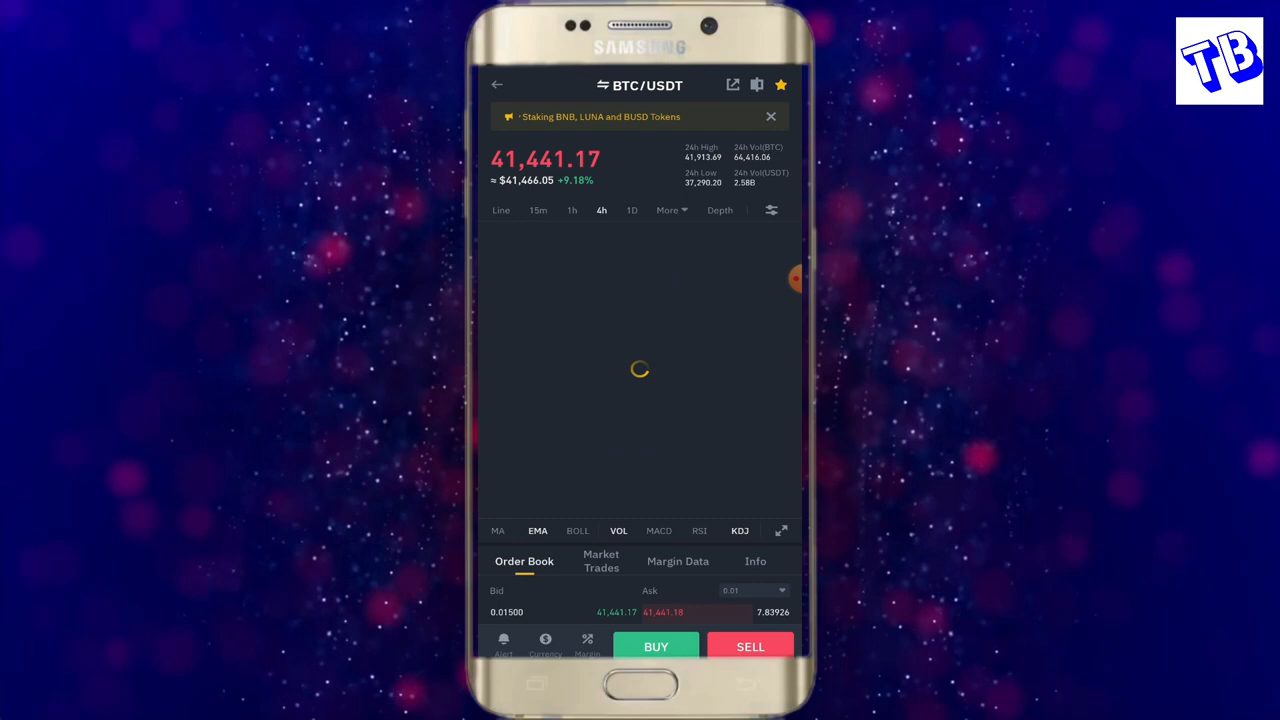 SAMSUNG
TB
BTC/USDT
· Staking BNB, LUNA and BUSD Tokens
41,441.17
≈ $41,466.05 +9.18%
24h High 24h Vol(BTC)
41,913.69 64,416.06
24h Low 24h Vol(USDT)
37,290.20 2.58B
Line 15m 1h 4h 1D More Depth
MA EMA BOLL VOL MACD RSI KDJ
Order Book Market Trades Margin Data Info
Bid Ask 0.01
0.01500 41,441.17 41,441.18 7.83926
Alert Currency Margin BUY SELL